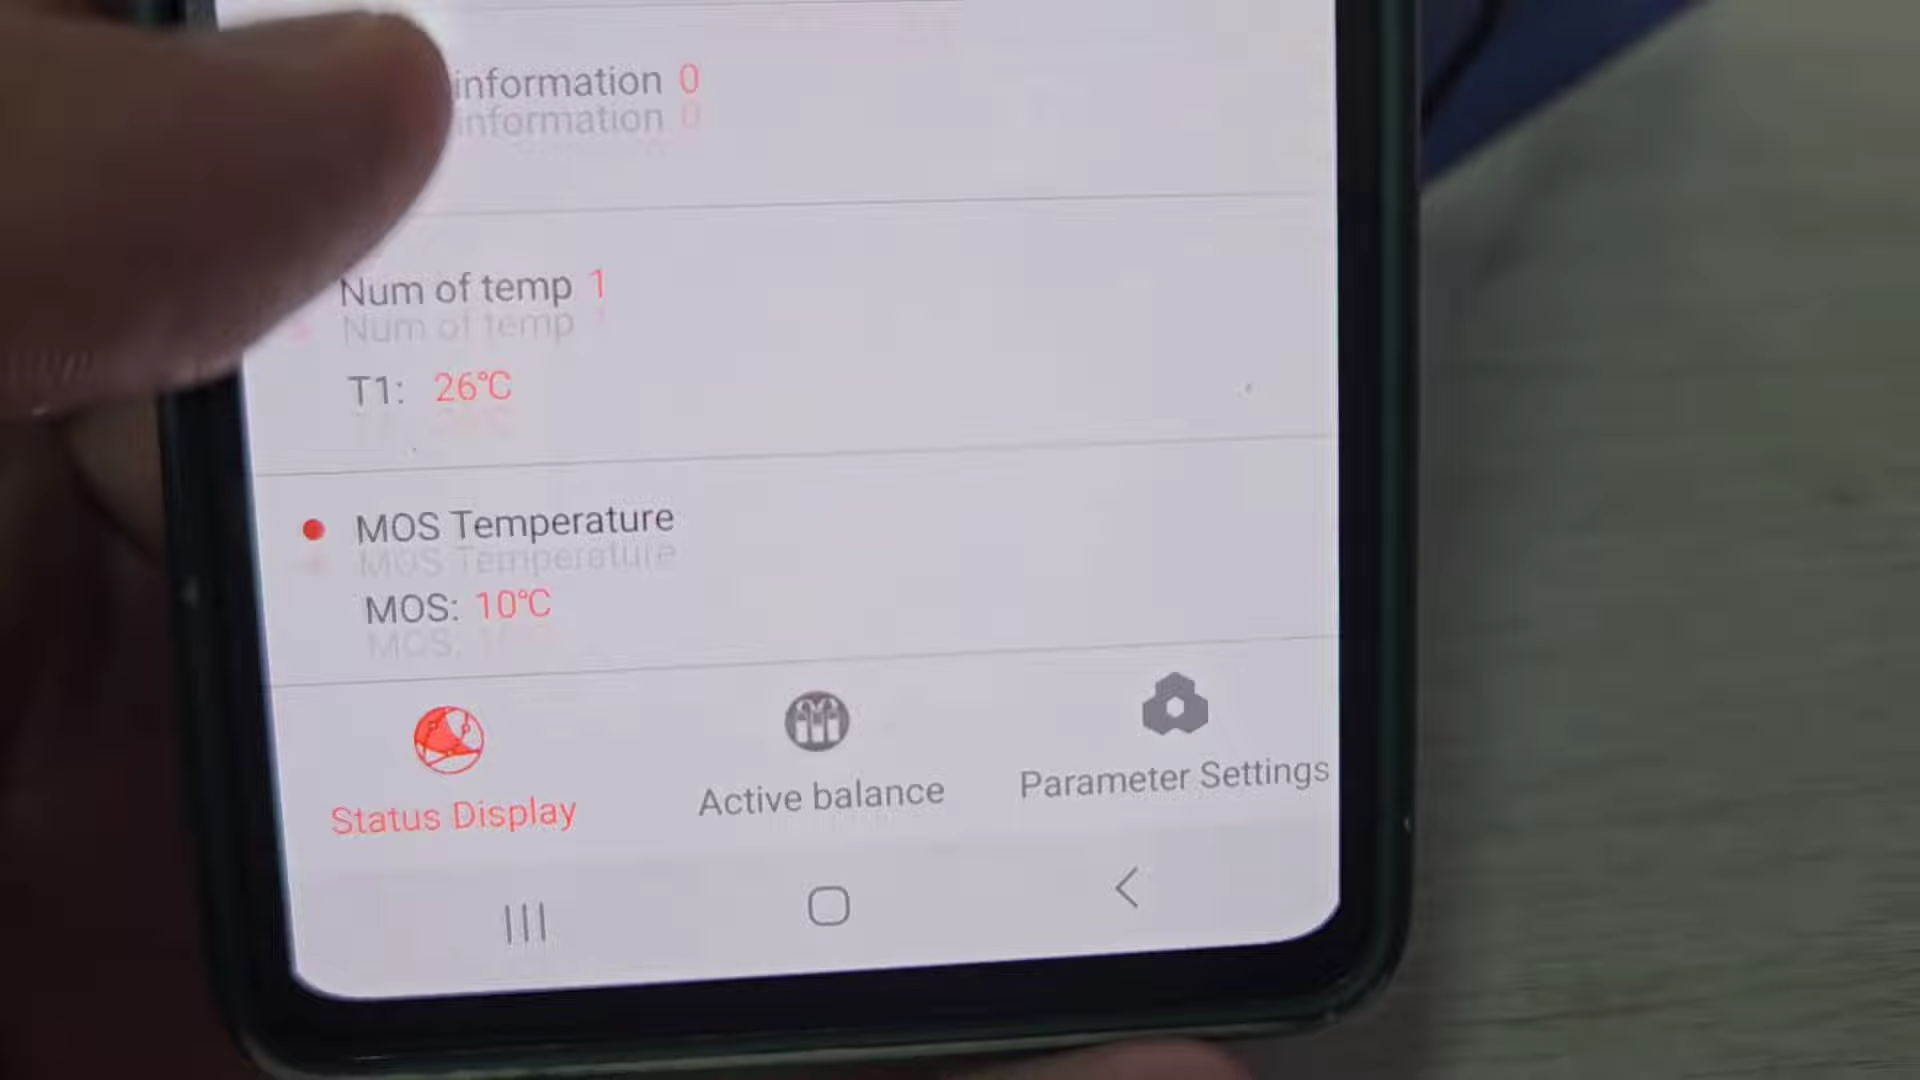 information 0
Num of temp 1
T1: 26℃
MOS Temperature
MOS: 10℃
Status Display
Active balance
Parameter Settings